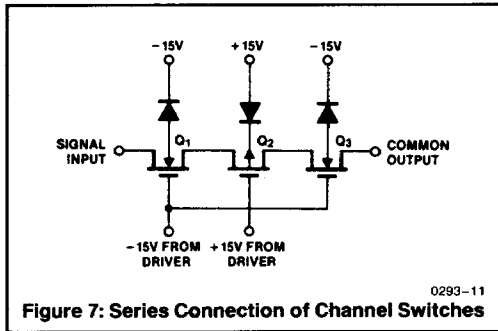 -15V +15V -15V
Q1 Q2 Q3
SIGNAL INPUT COMMON OUTPUT
-15V FROM DRIVER +15V FROM DRIVER
0293-11
Figure 7: Series Connection of Channel Switches